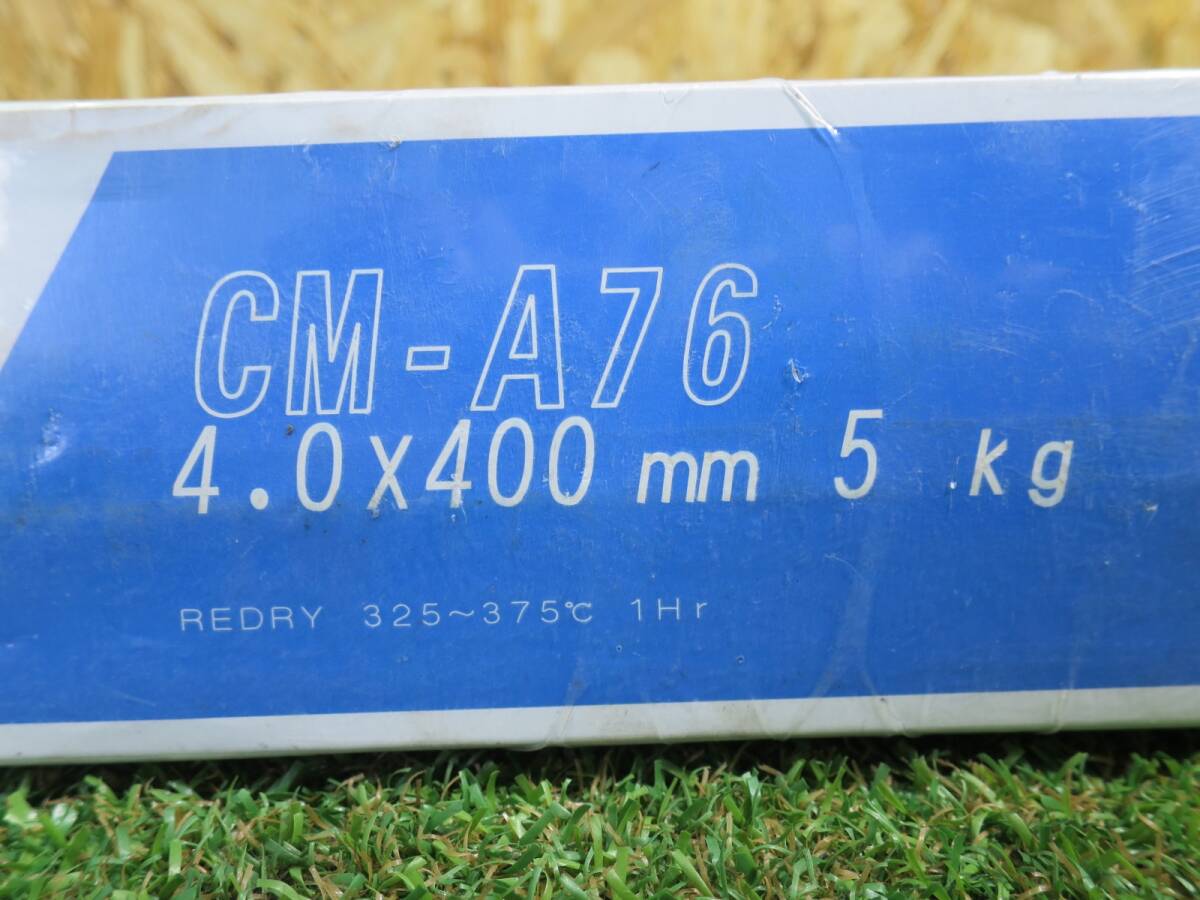 CM-A76
4.0X400 mm 5 kg
REDRY 325~375℃ 1Hr